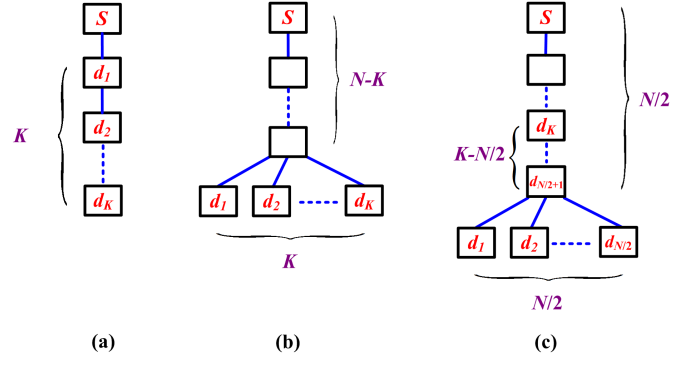 S
d1
K
d2
dK
(a)
S
N-K
d1
d2
dK
K
(b)
S
N/2
dK
K-N/2
dN/2+1
d1
d2
dN/2
N/2
(c)